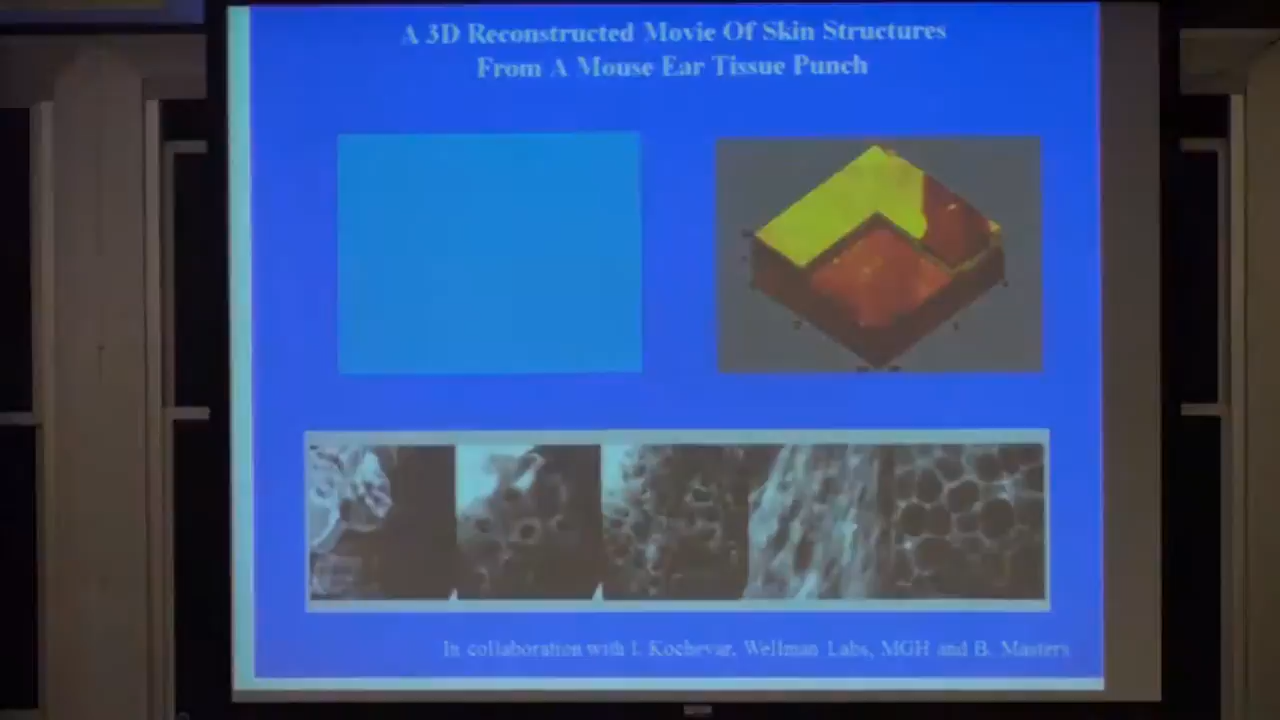 A 3D Reconstructed Movie Of Skin Structures
From A Mouse Ear Tissue Punch
In collaboration with I. Kochevar, Wellman Labs, MGH and B. Masters